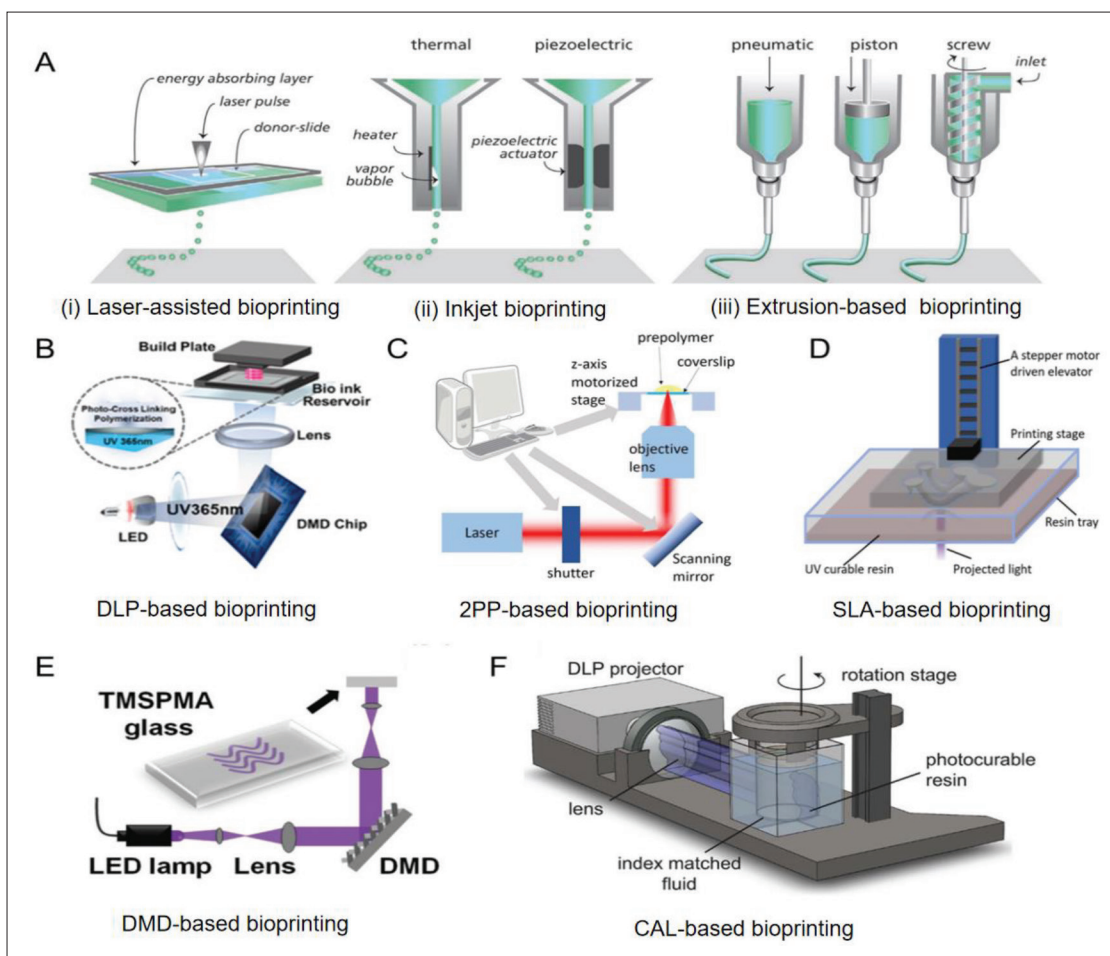 A
energy absorbing layer
laser pulse
donor-slide
(i) Laser-assisted bioprinting
thermal
piezoelectric
heater
vapor
bubble
piezoelectric
actuator
(ii) Inkjet bioprinting
pneumatic
piston
screw
inlet
(iii) Extrusion-based bioprinting
B
Build Plate
Bio ink
Reservoir
Photo-Cross Linking
Polymerization
UV 365nm
Lens
UV365nm
LED
DMD Chip
DLP-based bioprinting
C
prepolymer
coverslip
z-axis
motorized
stage
objective
lens
Laser
shutter
Scanning
mirror
2PP-based bioprinting
D
A
stepper motor
driven elevator
Printing stage
Resin tray
UV curable resin
Projected light
SLA-based bioprinting
E
TMSPMA
glass
LED lamp
Lens
DMD
DMD-based bioprinting
F
DLP projector
rotation stage
photocurable
resin
lens
index matched
fluid
CAL-based bioprinting